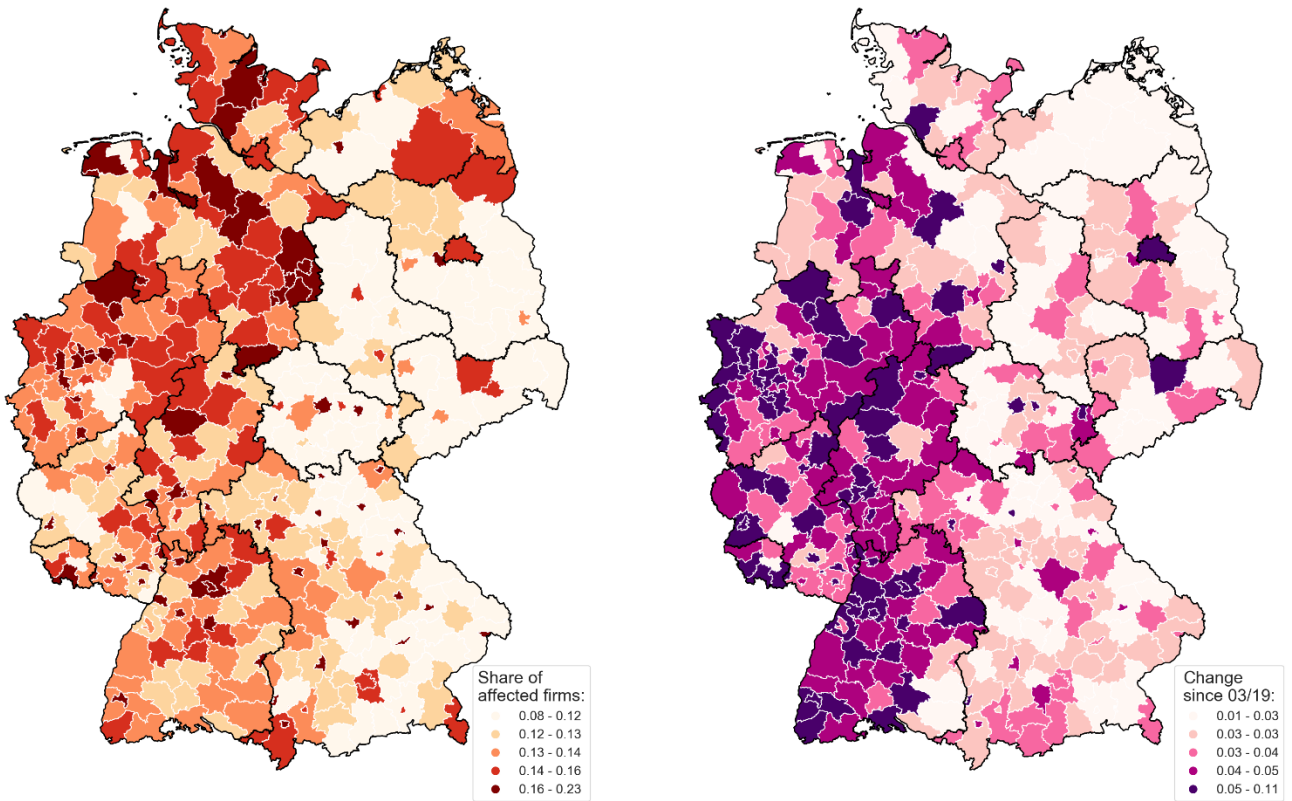 Share of
affected firms:
0.08 - 0.12
0.12 - 0.13
0.13 - 0.14
0.14 - 0.16
0.16 - 0.23
Change
since 03/19:
0.01 - 0.03
0.03 - 0.03
0.03 - 0.04
0.04 - 0.05
0.05 - 0.11